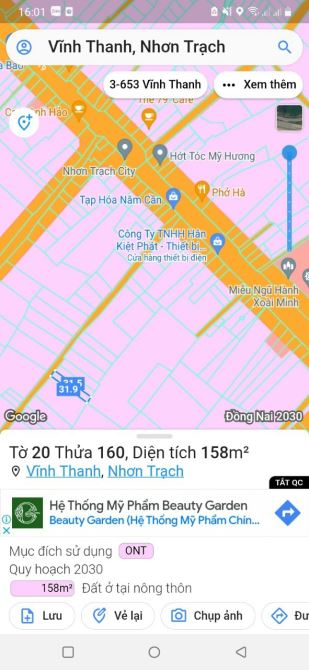 16:01
Vĩnh Thanh, Nhơn Trạch
3-653 Vĩnh Thanh
Xem thêm
The 79 Cafe
Hớt Tóc Mỹ Hương
Nhơn Trạch City
Phở Hà
Tạp Hóa Năm Cần
Công Ty TNHH Hàn
Kiệt Phát - Thiết bị...
Cửa hàng thiết bị điện
Miếu Ngũ Hành
Xoài Minh
31.5
31.9
Google
Đồng Nai 2030
Tờ 20 Thửa 160, Diện tích 158m²
Vĩnh Thanh, Nhơn Trạch
TẮT QC
Hệ Thống Mỹ Phẩm Beauty Garden
Beauty Garden (Hệ Thống Mỹ Phẩm Chín...
Mục đích sử dụng ONT
Quy hoạch 2030
158m² Đất ở tại nông thôn
Lưu
Vẽ lại
Chụp ảnh
Đư